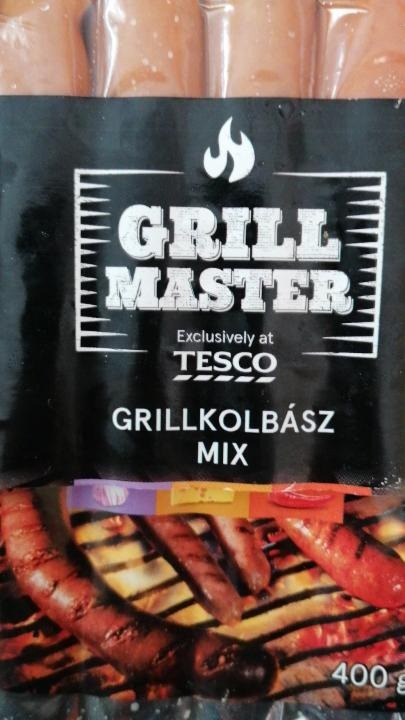 GRILL
MASTER
Exclusively at
TESCO
GRILLKOLBÁSZ
MIX
400 g